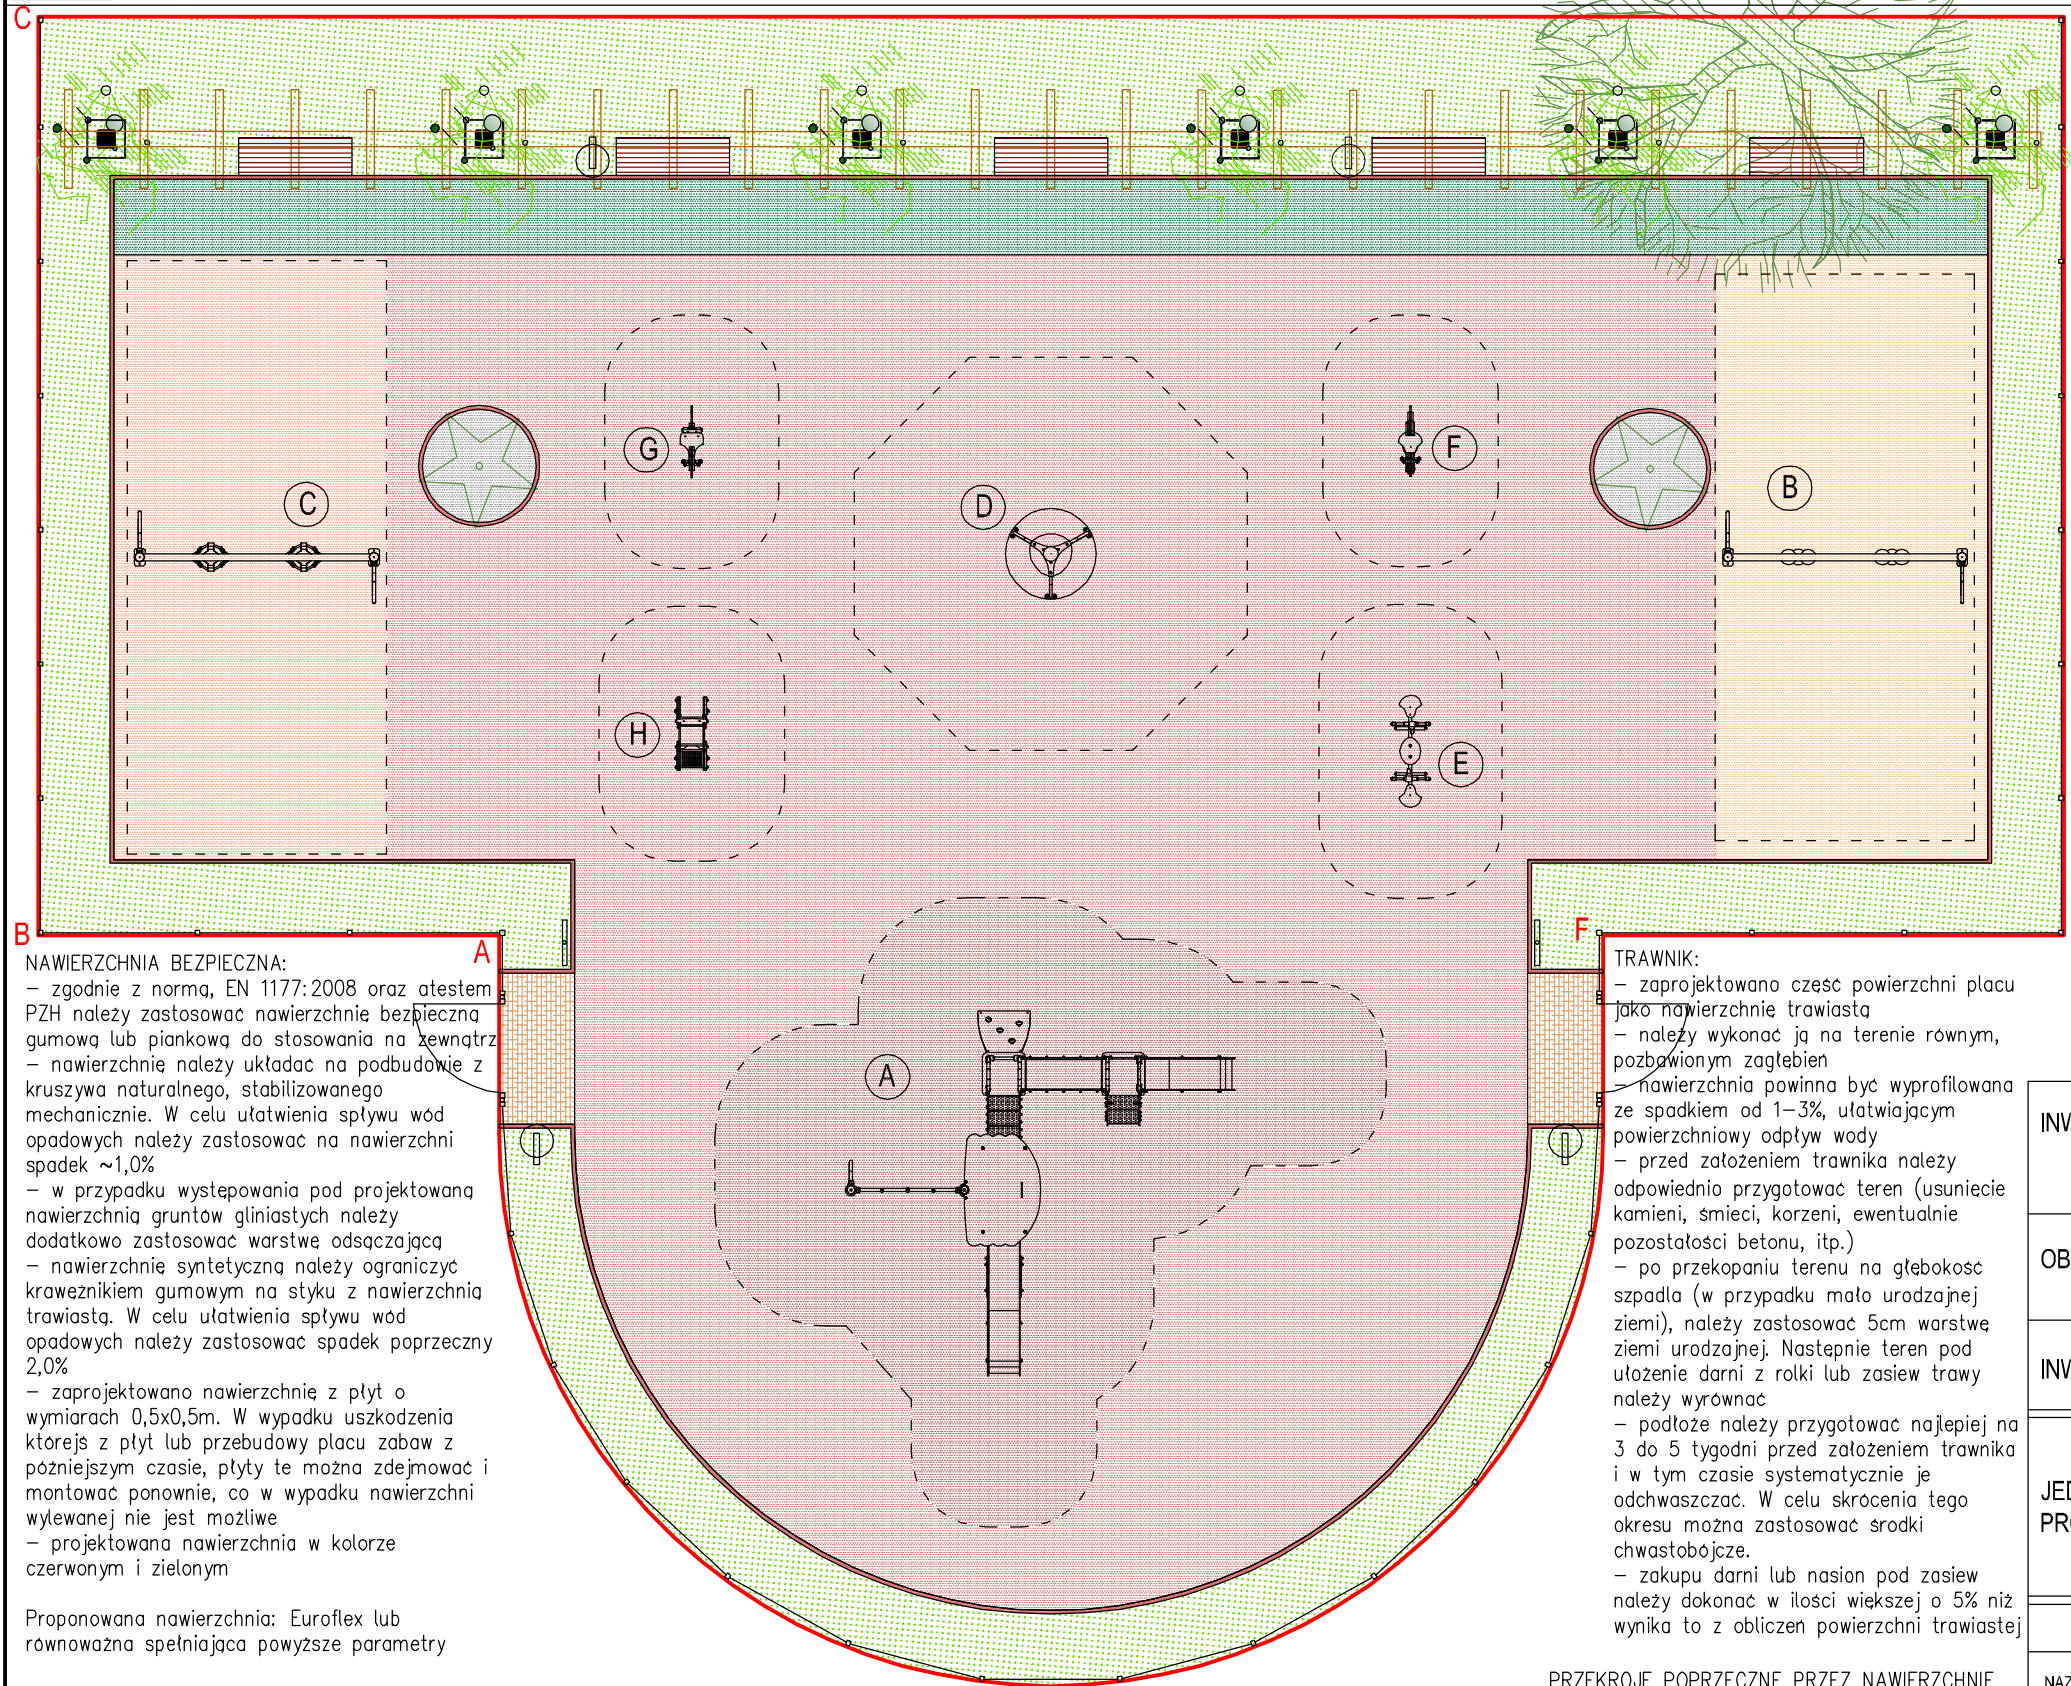 C
G
F
C
D
B
H
E
B
A
F
A
NAWIERZCHNIA BEZPIECZNA:
– zgodnie z normą, EN 1177:2008 oraz atestem
PZH należy zastosować nawierzchnię bezpieczną
gumową lub piankową do stosowania na zewnątrz
– nawierzchnię należy układać na podbudowie z
kruszywa naturalnego, stabilizowanego
mechanicznie. W celu ułatwienia spływu wód
opadowych należy zastosować na nawierzchni
spadek ~1,0%
– w przypadku występowania pod projektowaną
nawierzchnią gruntów gliniastych należy
dodatkowo zastosować warstwę odsączającą
– nawierzchnię syntetyczną należy ograniczyć
krawężnikiem gumowym na styku z nawierzchnią
trawiastą. W celu ułatwienia spływu wód
opadowych należy zastosować spadek poprzeczny
2,0%
– zaprojektowano nawierzchnię z płyt o
wymiarach 0,5x0,5m. W wypadku uszkodzenia
którejś z płyt lub przebudowy placu zabaw z
późniejszym czasie, płyty te można zdejmować i
montować ponownie, co w wypadku nawierzchni
wylewanej nie jest możliwe
– projektowana nawierzchnia w kolorze
czerwonym i zielonym
Proponowana nawierzchnia: Euroflex lub
równoważna spełniająca powyższe parametry
TRAWNIK:
– zaprojektowano część powierzchni placu
jako nawierzchnię trawiastą
– należy wykonać ją na terenie równym,
pozbawionym zagłębień
– nawierzchnia powinna być wyprofilowana
ze spadkiem od 1–3%, ułatwiającym
powierzchniowy odpływ wody
– przed założeniem trawnika należy
odpowiednio przygotować teren (usunięcie
kamieni, śmieci, korzeni, ewentualnie
pozostałości betonu, itp.)
– po przekopaniu terenu na głębokość
szpadla (w przypadku mało urodzajnej
ziemi), należy zastosować 5cm warstwę
ziemi urodzajnej. Następnie teren pod
ułożenie darni z rolki lub zasiew trawy
należy wyrównać
– podłoże należy przygotować najlepiej na
3 do 5 tygodni przed założeniem trawnika
i w tym czasie systematycznie je
odchwaszczać. W celu skrócenia tego
okresu można zastosować środki
chwastobójcze.
– zakupu darni lub nasion pod zasiew
należy dokonać w ilości większej o 5% niż
wynika to z obliczeń powierzchni trawiastej
PRZEKROJE POPRZECZNE PRZEZ NAWIERZCHNIE
INV
OB
INV
JED
PR
NAZ